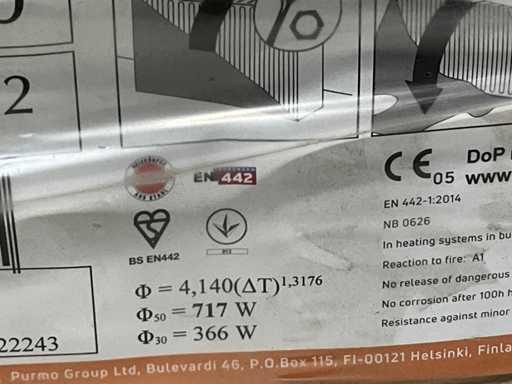 2
EN 442
CE 05 DoP
www
BS EN442
EN 442-1:2014
NB 0626
In heating systems in bu
Reaction to fire: A1
No release of dangerous
No corrosion after 100h h
Resistance against minor
Φ = 4,140(ΔT)1,3176
Φ50 = 717 W
Φ30 = 366 W
22243
Purmo Group Ltd, Bulevardi 46, P.O.Box 115, FI-00121 Helsinki, Finla